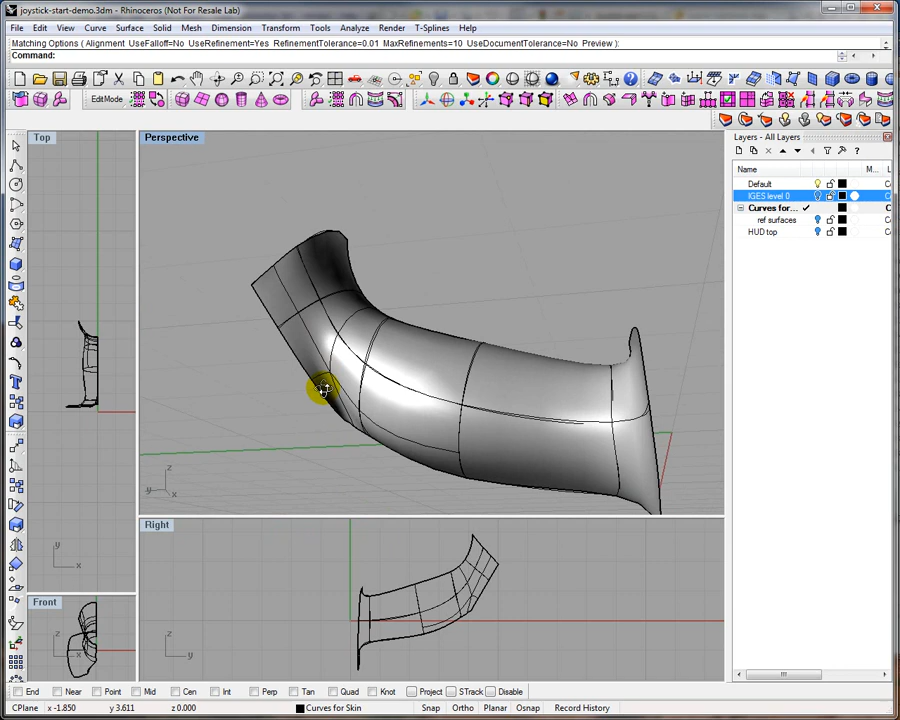 joystick-start-demo.3dm - Rhinoceros (Not For Resale Lab)
File Edit View Curve Surface Solid Mesh Dimension Transform Tools Analyze Render T-Splines Help
Matching Options ( Alignment UseFalloff=No UseRefinement=Yes RefinementTolerance=0.01 MaxRefinements=10 UseDocumentTolerance=No Preview ):
Command:
EditMode
Top
Perspective
Layers - All Layers
Name M...
Default C
IGES level 0 C
Curves for... C
ref surfaces C
HUD top C
z
y x
y
x
Right
z
y
Front
z
x
End Near Point Mid Cen Int Perp Tan Quad Knot Project STrack Disable
CPlane x -1.850 y 3.611 z 0.000 Curves for Skin Snap Ortho Planar Osnap Record History